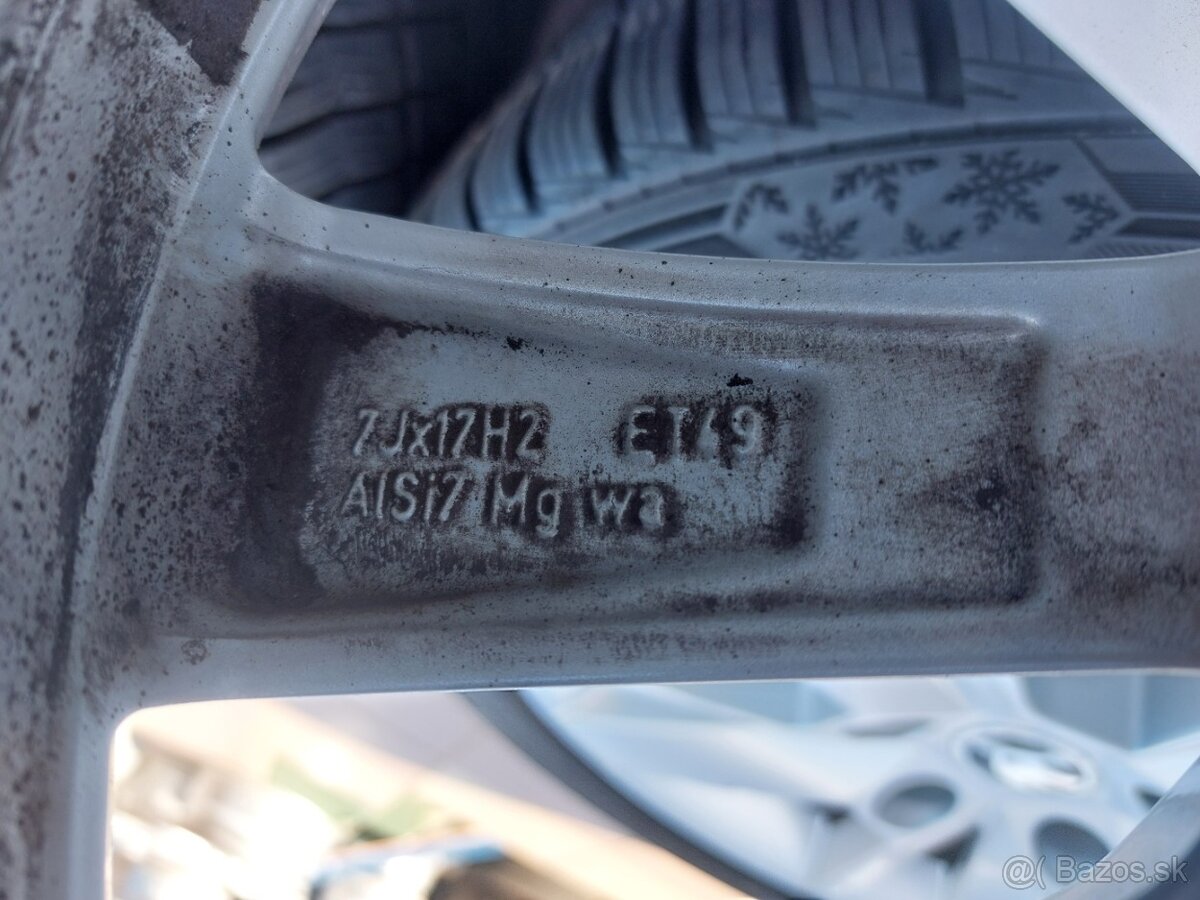 7Jx17H2 ET49
AlSi7 Mg wa
@( Bazos.sk